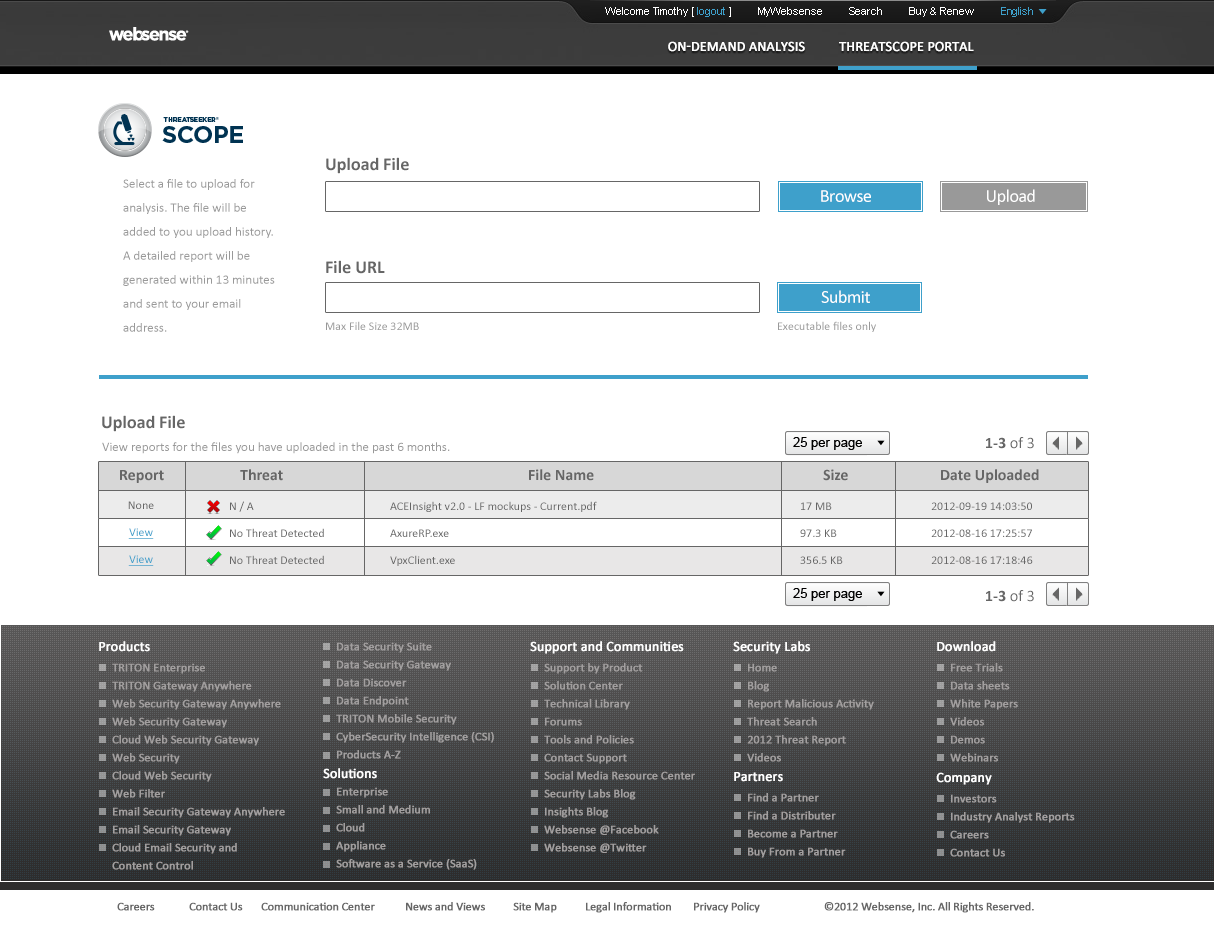 Welcome Timothy [ logout ] MyWebsense Search Buy & Renew English
websense
ON-DEMAND ANALYSIS THREATSCOPE PORTAL
THREATSEEKER®
SCOPE
Select a file to upload for
analysis. The file will be
added to you upload history.
A detailed report will be
generated within 13 minutes
and sent to your email
address.
Upload File
Browse Upload
File URL
Submit
Max File Size 32MB Executable files only
Upload File
View reports for the files you have uploaded in the past 6 months.
25 per page 1-3 of 3
Report Threat File Name Size Date Uploaded
None N / A ACEInsight v2.0 - LF mockups - Current.pdf 17 MB 2012-09-19 14:03:50
View No Threat Detected AxureRP.exe 97.3 KB 2012-08-16 17:25:57
View No Threat Detected VpxClient.exe 356.5 KB 2012-08-16 17:18:46
25 per page 1-3 of 3
Products
TRITON Enterprise
TRITON Gateway Anywhere
Web Security Gateway Anywhere
Web Security Gateway
Cloud Web Security Gateway
Web Security
Cloud Web Security
Web Filter
Email Security Gateway Anywhere
Email Security Gateway
Cloud Email Security and
Content Control
Data Security Suite
Data Security Gateway
Data Discover
Data Endpoint
TRITON Mobile Security
CyberSecurity Intelligence (CSI)
Products A-Z
Solutions
Enterprise
Small and Medium
Cloud
Appliance
Software as a Service (SaaS)
Support and Communities
Support by Product
Solution Center
Technical Library
Forums
Tools and Policies
Contact Support
Social Media Resource Center
Security Labs Blog
Insights Blog
Websense @Facebook
Websense @Twitter
Security Labs
Home
Blog
Report Malicious Activity
Threat Search
2012 Threat Report
Videos
Partners
Find a Partner
Find a Distributer
Become a Partner
Buy From a Partner
Download
Free Trials
Data sheets
White Papers
Videos
Demos
Webinars
Company
Investors
Industry Analyst Reports
Careers
Contact Us
Careers Contact Us Communication Center News and Views Site Map Legal Information Privacy Policy ©2012 Websense, Inc. All Rights Reserved.